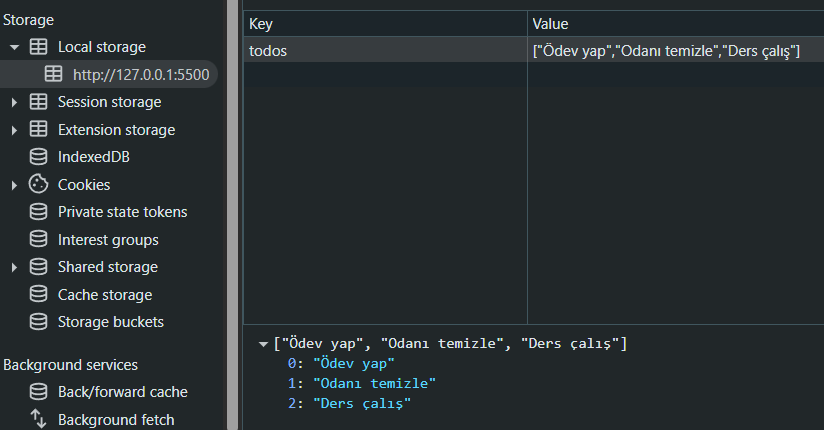 Storage
Local storage
http://127.0.0.1:5500
Session storage
Extension storage
IndexedDB
Cookies
Private state tokens
Interest groups
Shared storage
Cache storage
Storage buckets
Background services
Back/forward cache
Background fetch
Key Value
todos ["Ödev yap","Odanı temizle","Ders çalış"]
["Ödev yap", "Odanı temizle", "Ders çalış"]
0: "Ödev yap"
1: "Odanı temizle"
2: "Ders çalış"